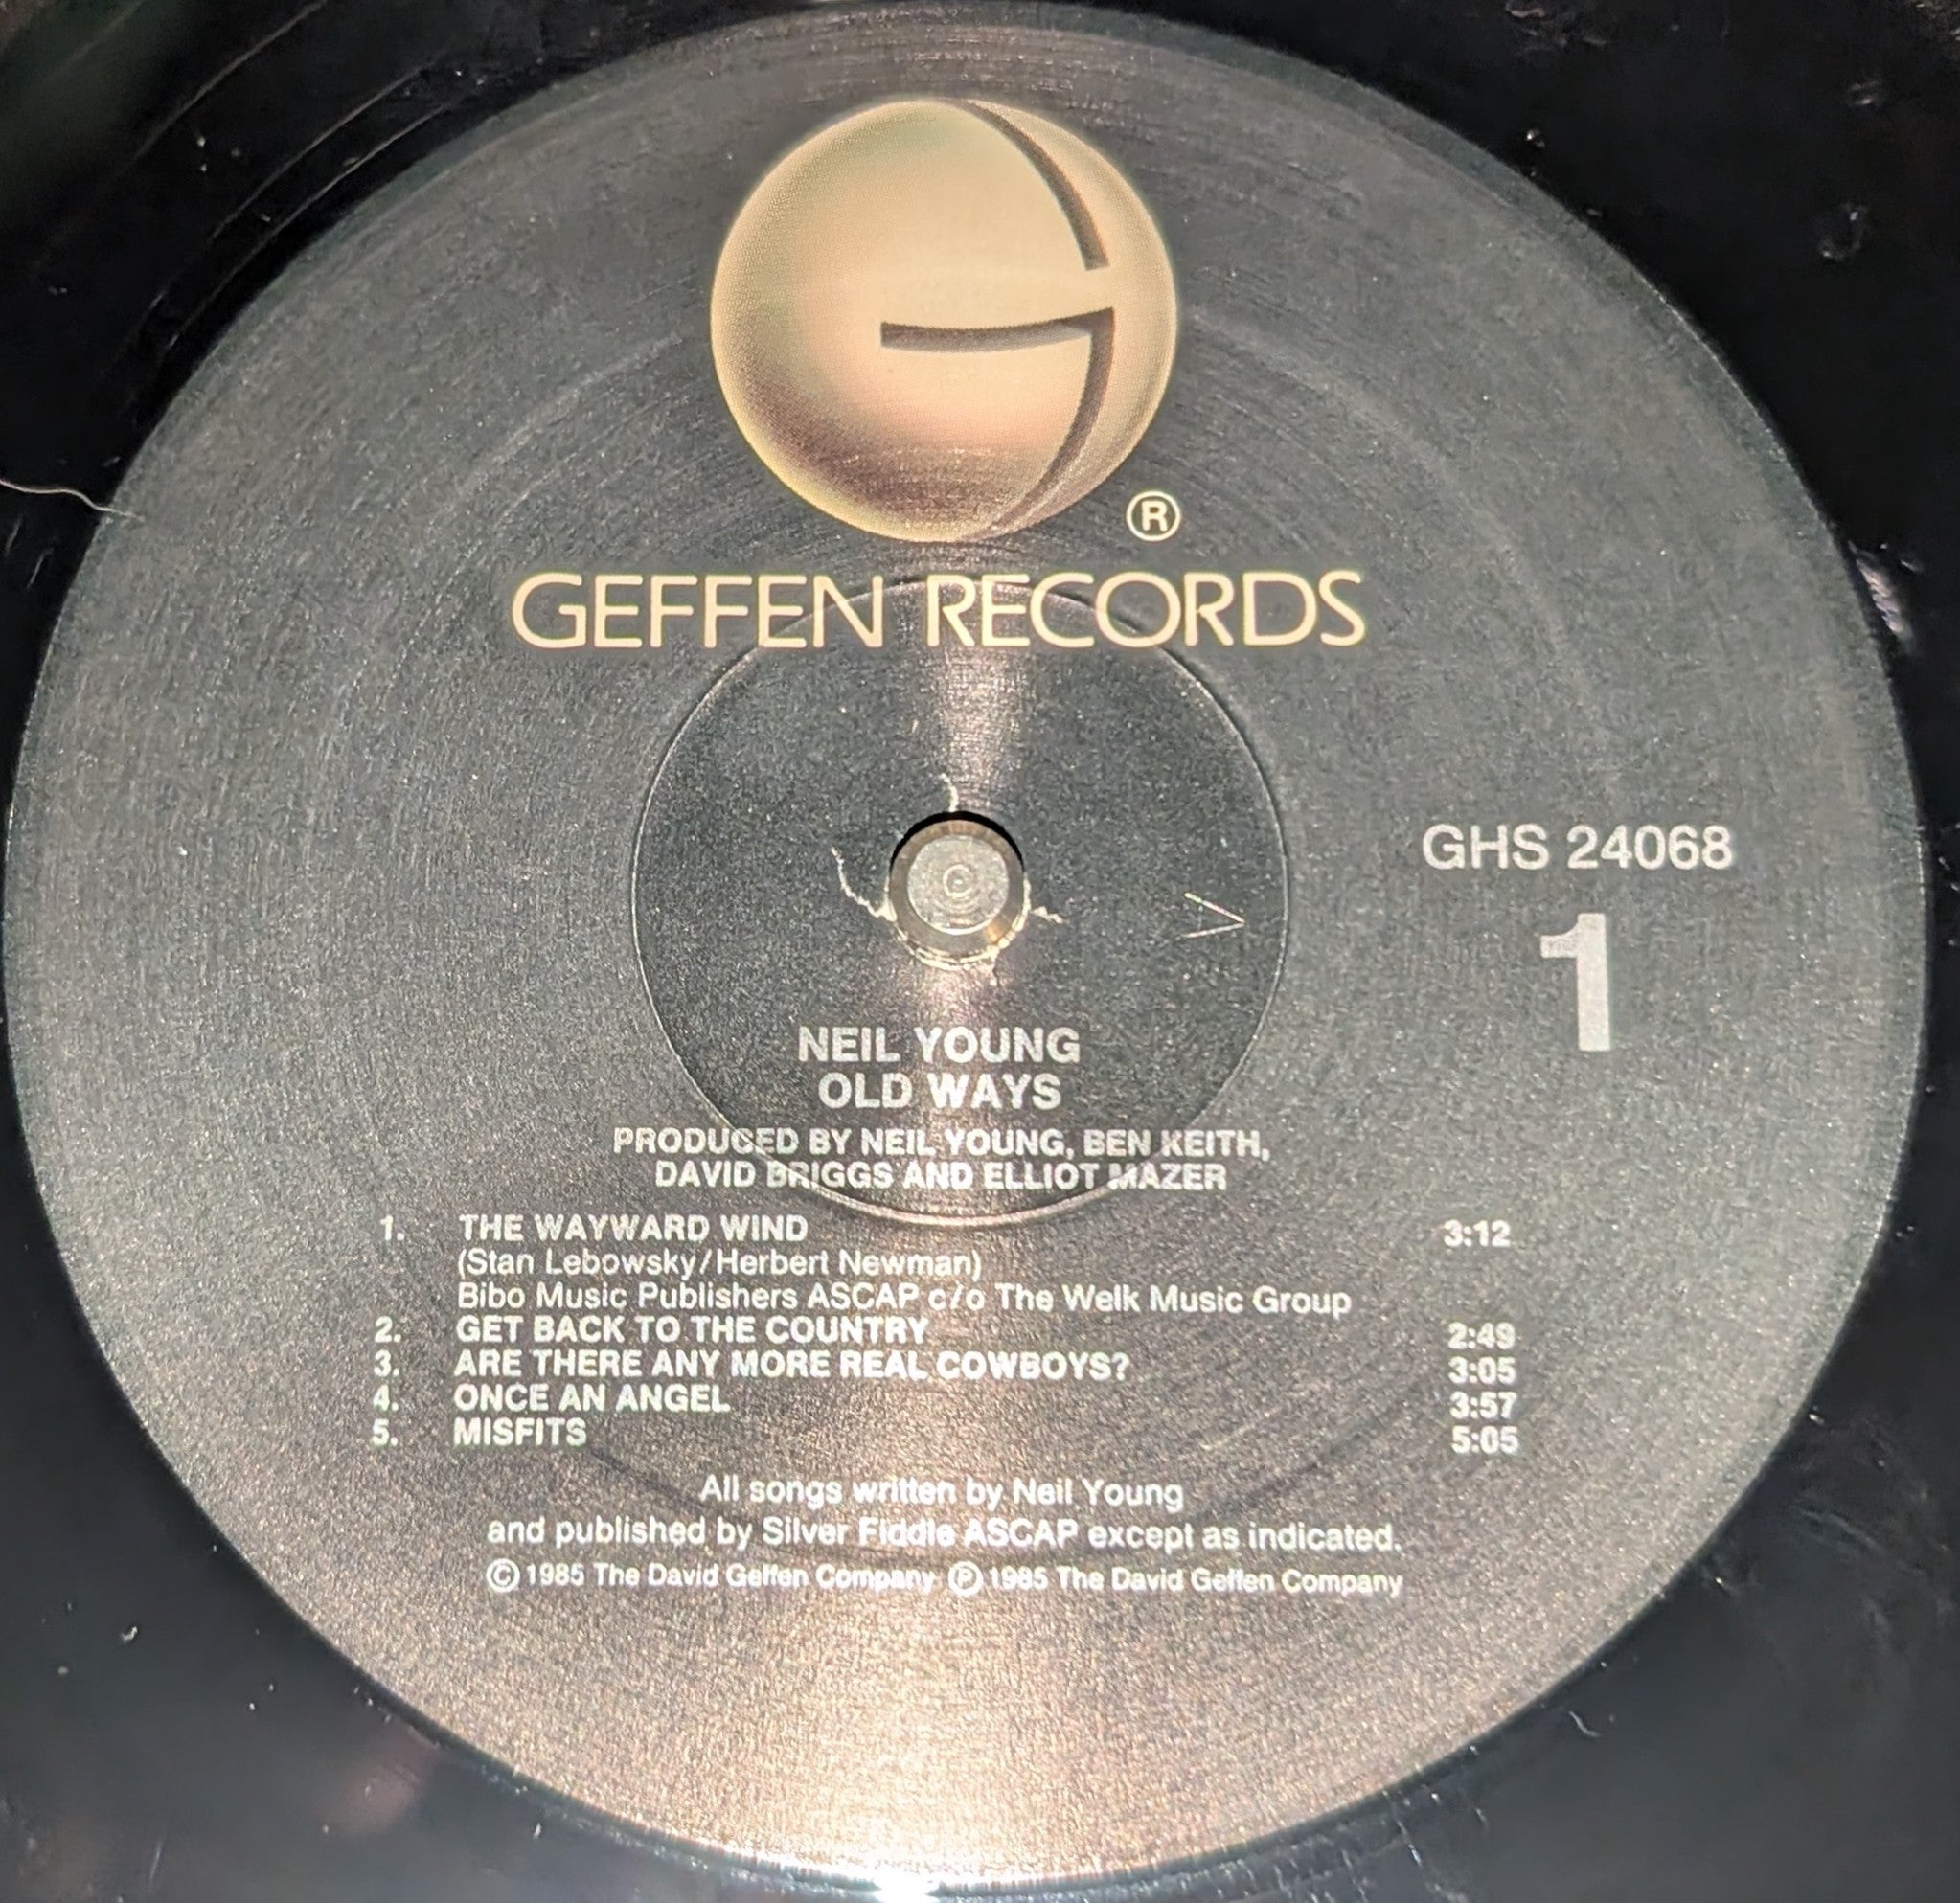 ®
GEFFEN RECORDS
GHS 24068
1
NEIL YOUNG
OLD WAYS
PRODUCED BY NEIL YOUNG, BEN KEITH,
DAVID BRIGGS AND ELLIOT MAZER
1. THE WAYWARD WIND 3:12
(Stan Lebowsky/Herbert Newman)
Bibo Music Publishers ASCAP c/o The Welk Music Group
2. GET BACK TO THE COUNTRY 2:49
3. ARE THERE ANY MORE REAL COWBOYS? 3:05
4. ONCE AN ANGEL 3:57
5. MISFITS 5:05
All songs written by Neil Young
and published by Silver Fiddle ASCAP except as indicated.
© 1985 The David Geffen Company ℗ 1985 The David Geffen Company